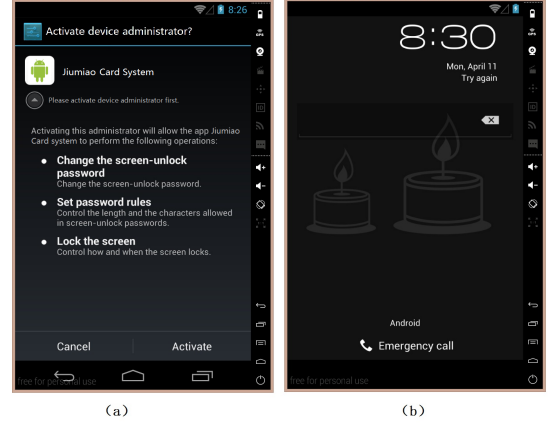 8:26
Activate device administrator?
Jiumiao Card System
Please activate device administrator first.
Activating this administrator will allow the app Jiumiao
Card system to perform the following operations:
Change the screen-unlock
password
Change the screen-unlock password.
Set password rules
Control the length and the characters allowed
in screen-unlock passwords.
Lock the screen
Control how and when the screen locks.
Cancel
Activate
free for personal use
(a)
8:30
Mon, April 11
Try again
Android
Emergency call
free for personal use
GPS
ID
(b)